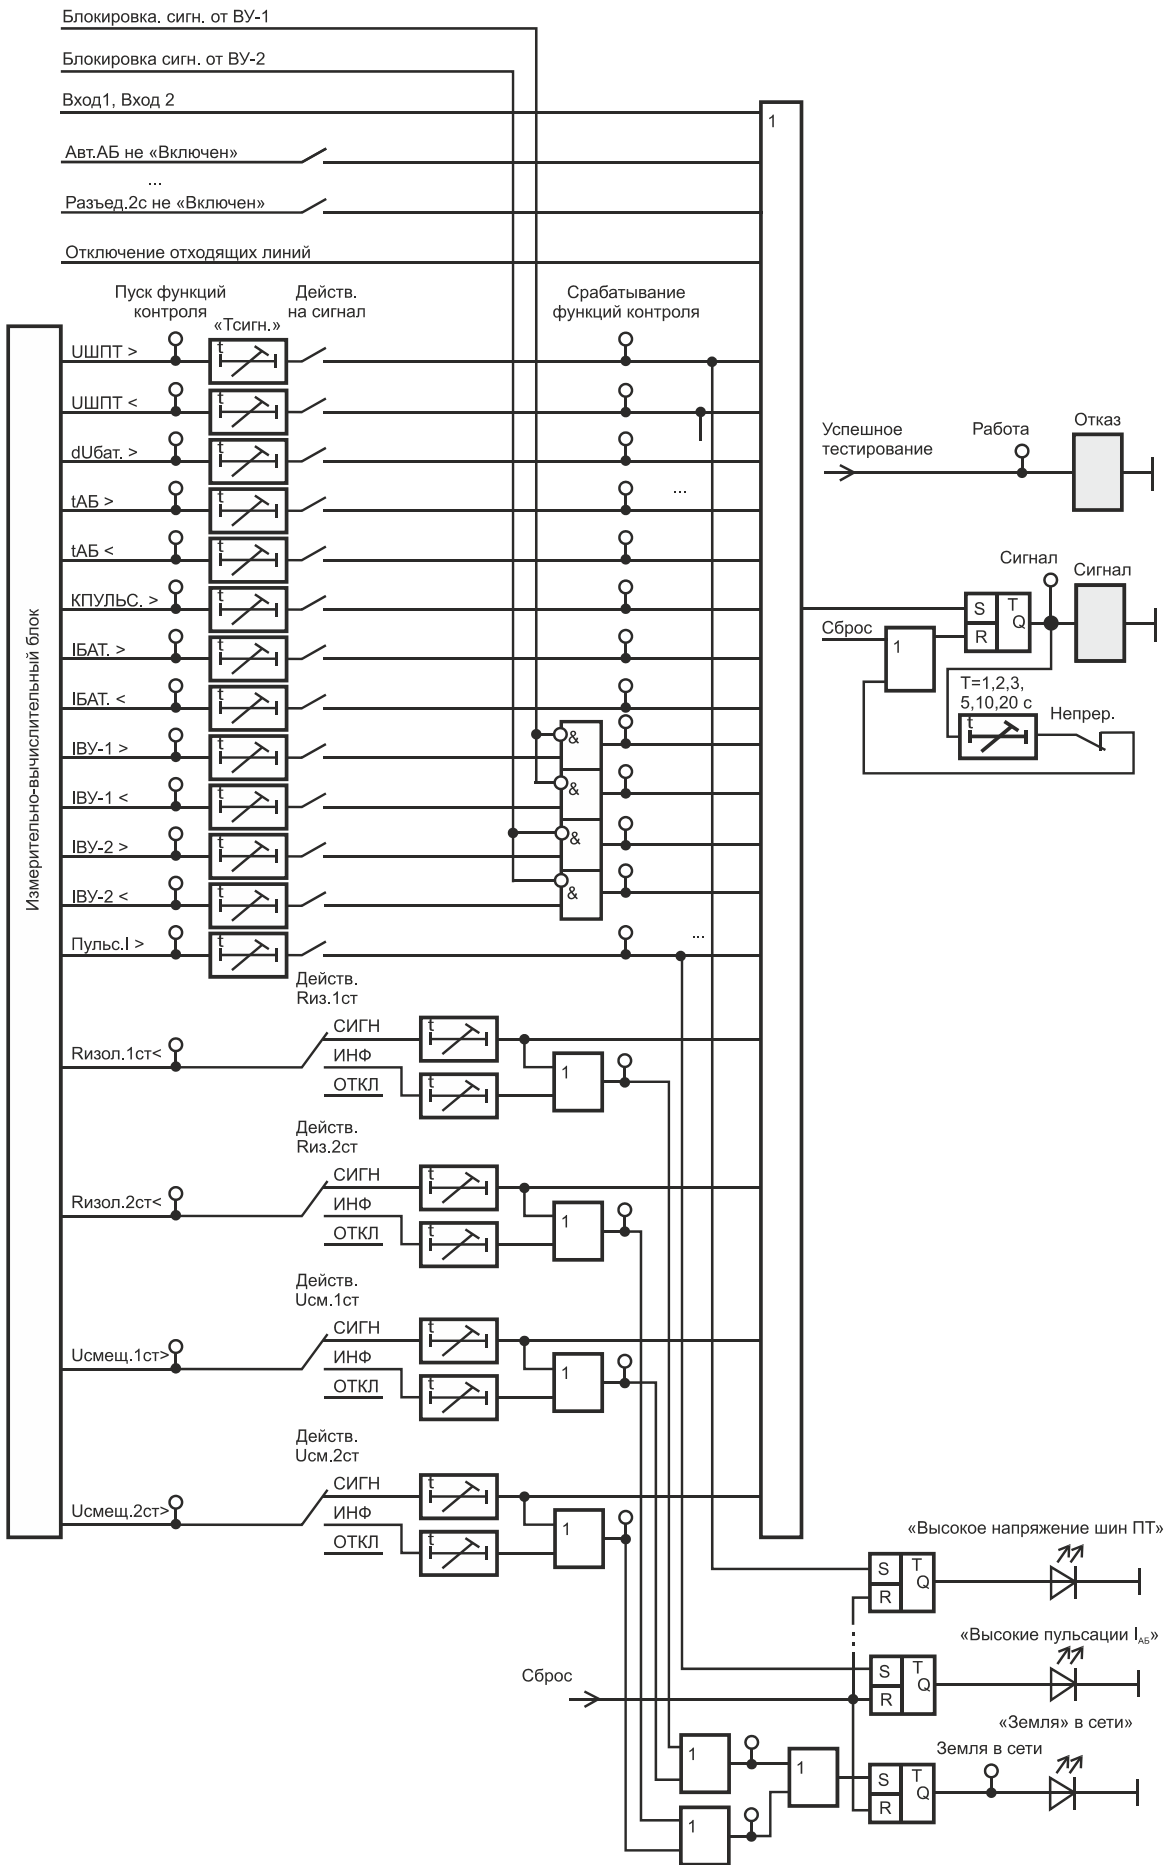 Блокировка. сигн. от ВУ-1
Блокировка сигн. от ВУ-2
Вход1, Вход 2
1
Авт.АБ не «Включен»
...
Разъед.2с не «Включен»
Отключение отходящих линий
Пуск функций
контроля
«Tсигн.»
Действ.
на сигнал
Срабатывание
функций контроля
Измерительно-вычислительный блок
UШПТ >
t
UШПТ <
t
dUбат. >
t
tАБ >
t
...
tАБ <
t
КПУЛЬС. >
t
IБАТ. >
t
IБАТ. <
t
IВУ-1 >
t
&
IВУ-1 <
t
&
IВУ-2 >
t
&
IВУ-2 <
t
&
Пульс.I >
t
...
Успешное
тестирование
Работа
Отказ
Сигнал
Сигнал
S
T
Q
R
Сброс
1
T=1,2,3,
5,10,20 с
t
Непрер.
Действ.
Rиз.1ст
Rизол.1ст<
СИГН
ИНФ
ОТКЛ
t
t
1
Действ.
Rиз.2ст
Rизол.2ст<
СИГН
ИНФ
ОТКЛ
t
t
1
Действ.
Uсм.1ст
Uсмещ.1ст>
СИГН
ИНФ
ОТКЛ
t
t
1
Действ.
Uсм.2ст
Uсмещ.2ст>
СИГН
ИНФ
ОТКЛ
t
t
1
«Высокое напряжение шин ПТ»
S
T
Q
R
«Высокие пульсации IАБ»
S
T
Q
R
Сброс
«Земля» в сети»
Земля в сети
1
1
1
S
T
Q
R